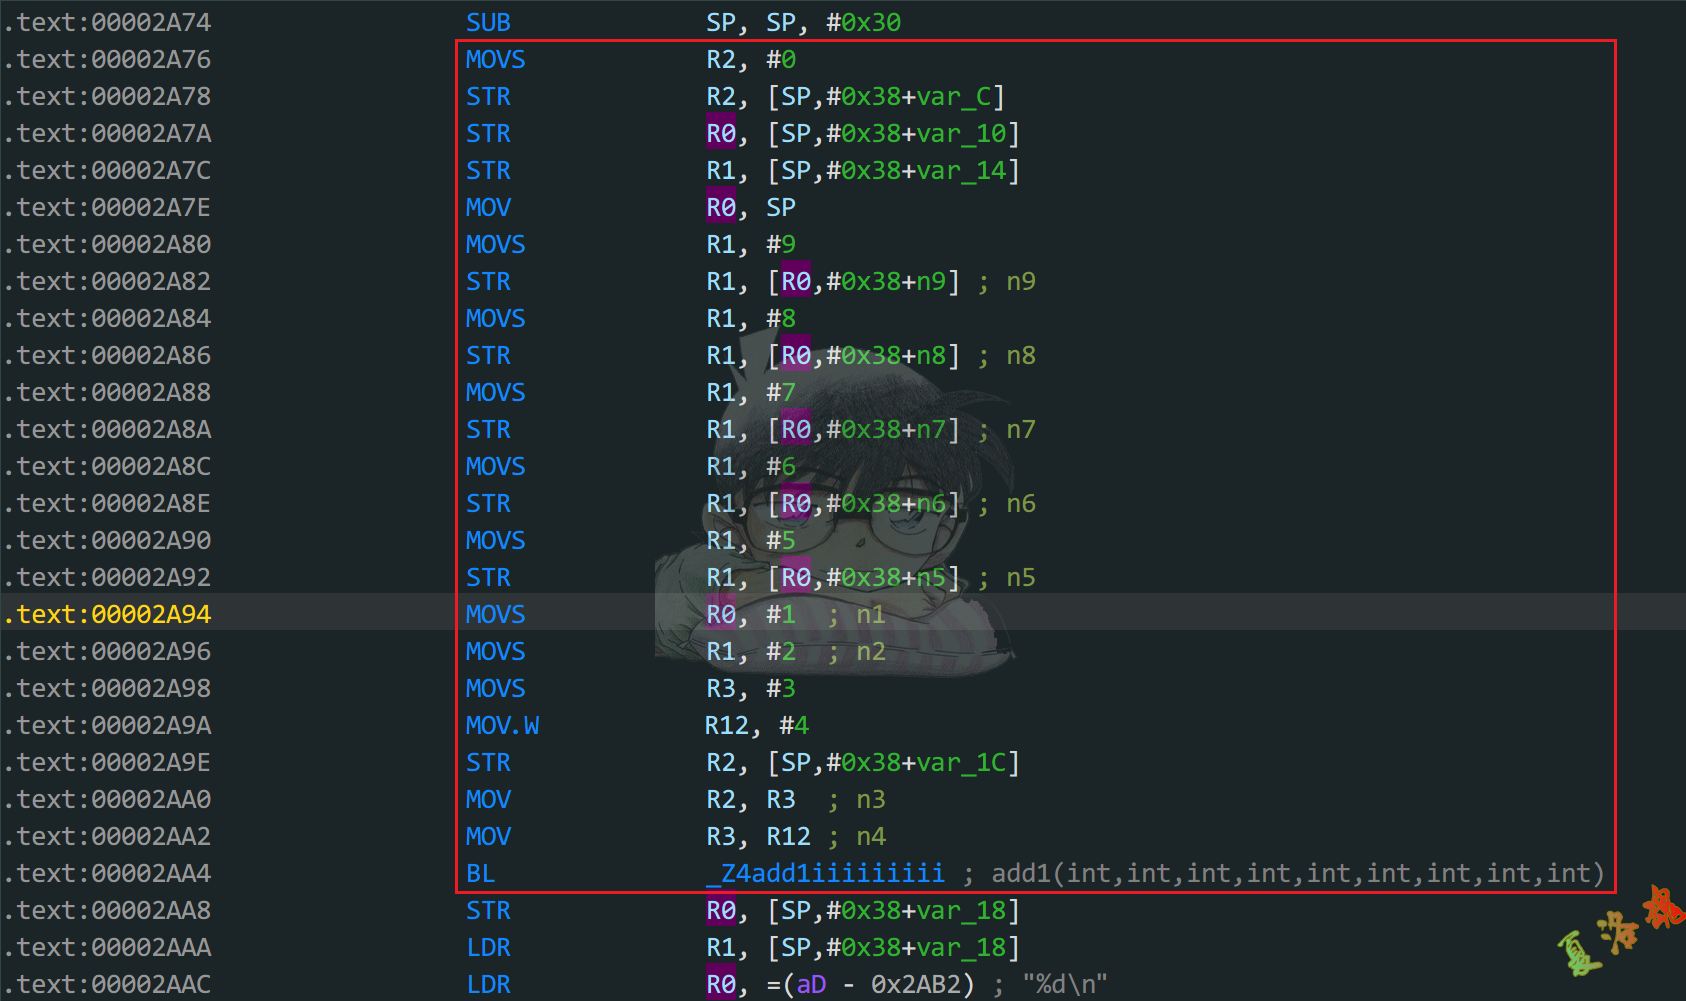 .text:00002A74 SUB SP, SP, #0x30
.text:00002A76 MOVS R2, #0
.text:00002A78 STR R2, [SP,#0x38+var_C]
.text:00002A7A STR R0, [SP,#0x38+var_10]
.text:00002A7C STR R1, [SP,#0x38+var_14]
.text:00002A7E MOV R0, SP
.text:00002A80 MOVS R1, #9
.text:00002A82 STR R1, [R0,#0x38+n9] ; n9
.text:00002A84 MOVS R1, #8
.text:00002A86 STR R1, [R0,#0x38+n8] ; n8
.text:00002A88 MOVS R1, #7
.text:00002A8A STR R1, [R0,#0x38+n7] ; n7
.text:00002A8C MOVS R1, #6
.text:00002A8E STR R1, [R0,#0x38+n6] ; n6
.text:00002A90 MOVS R1, #5
.text:00002A92 STR R1, [R0,#0x38+n5] ; n5
.text:00002A94 MOVS R0, #1 ; n1
.text:00002A96 MOVS R1, #2 ; n2
.text:00002A98 MOVS R3, #3
.text:00002A9A MOV.W R12, #4
.text:00002A9E STR R2, [SP,#0x38+var_1C]
.text:00002AA0 MOV R2, R3 ; n3
.text:00002AA2 MOV R3, R12 ; n4
.text:00002AA4 BL _Z4add1iiiiiiiii ; add1(int,int,int,int,int,int,int,int,int)
.text:00002AA8 STR R0, [SP,#0x38+var_18]
.text:00002AAA LDR R1, [SP,#0x38+var_18]
.text:00002AAC LDR R0, =(aD - 0x2AB2) ; "%d\n"